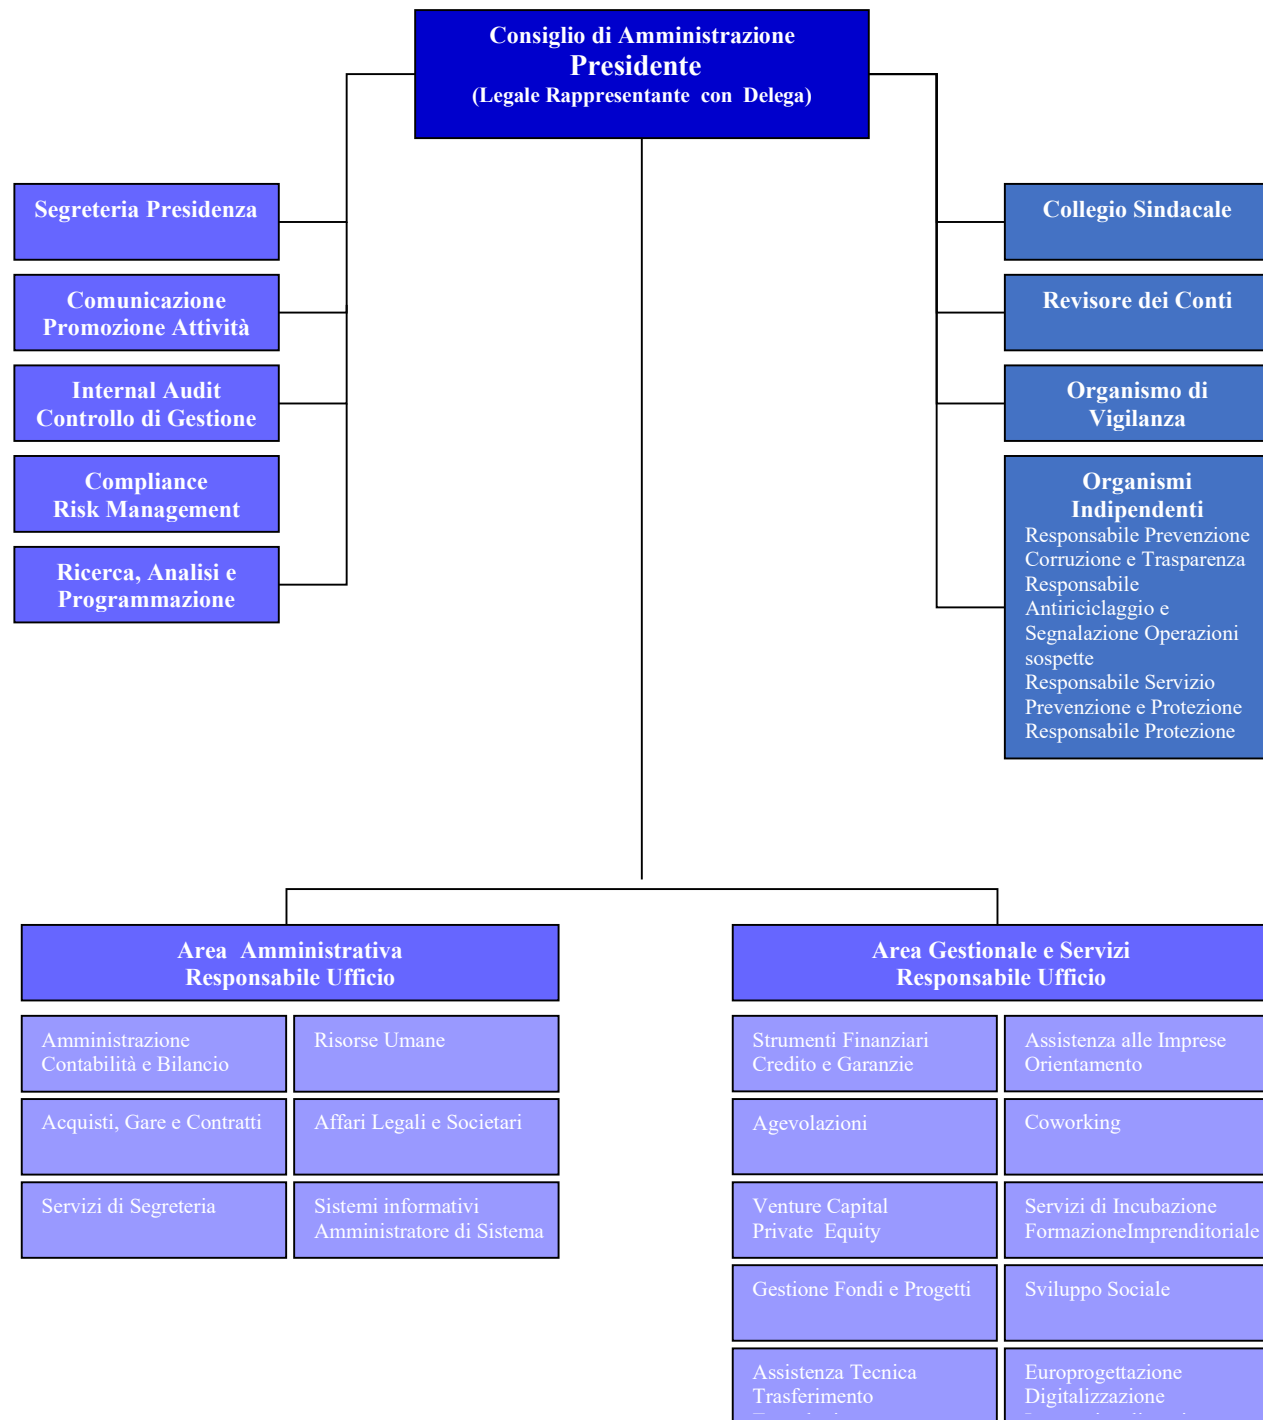 Consiglio di Amministrazione
Presidente
(Legale Rappresentante con Delega)
Segreteria Presidenza
Comunicazione
Promozione Attività
Internal Audit
Controllo di Gestione
Compliance
Risk Management
Ricerca, Analisi e
Programmazione
Collegio Sindacale
Revisore dei Conti
Organismo di
Vigilanza
Organismi
Indipendenti
Responsabile Prevenzione
Corruzione e Trasparenza
Responsabile
Antiriciclaggio e
Segnalazione Operazioni
sospette
Responsabile Servizio
Prevenzione e Protezione
Responsabile Protezione
Area Amministrativa
Responsabile Ufficio
Amministrazione
Contabilità e Bilancio
Risorse Umane
Acquisti, Gare e Contratti
Affari Legali e Societari
Servizi di Segreteria
Sistemi informativi
Amministratore di Sistema
Area Gestionale e Servizi
Responsabile Ufficio
Strumenti Finanziari
Credito e Garanzie
Assistenza alle Imprese
Orientamento
Agevolazioni
Coworking
Venture Capital
Private Equity
Servizi di Incubazione
FormazioneImprenditoriale
Gestione Fondi e Progetti
Sviluppo Sociale
Assistenza Tecnica
Trasferimento
Europrogettazione
Digitalizzazione